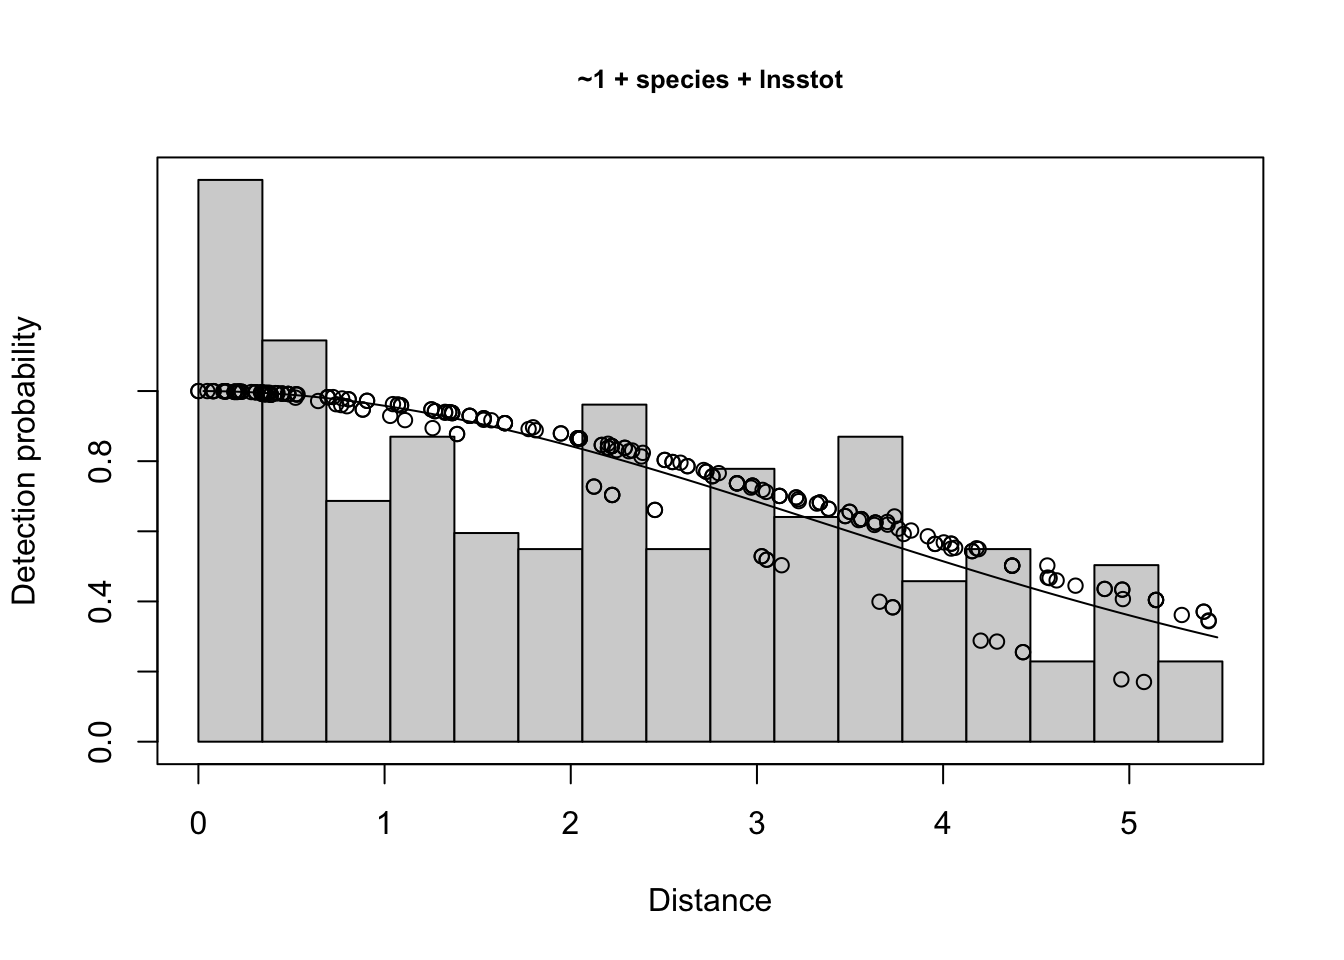 ~1 + species + lnsstot
Detection probability
0.8
0.4
0.0
0 1 2 3 4 5
Distance